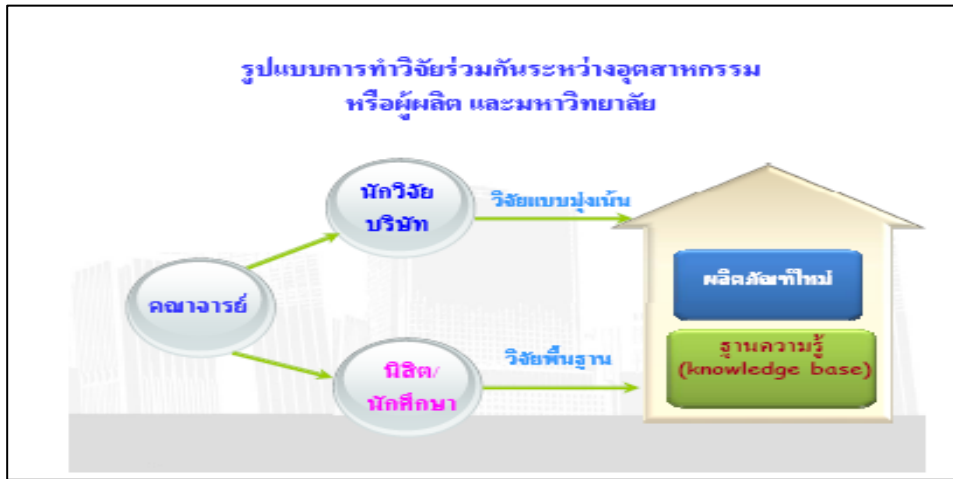 รูปแบบการทำวิจัยร่วมกันระหว่างอุตสาหกรรม
หรือผู้ผลิต และมหาวิทยาลัย
นักวิจัย
บริษัท
วิจัยแบบมุ่งเน้น
ผลิตภัณฑ์ใหม่
คณาจารย์
ฐานความรู้
(knowledge base)
วิจัยพื้นฐาน
นิสิต/
นักศึกษา